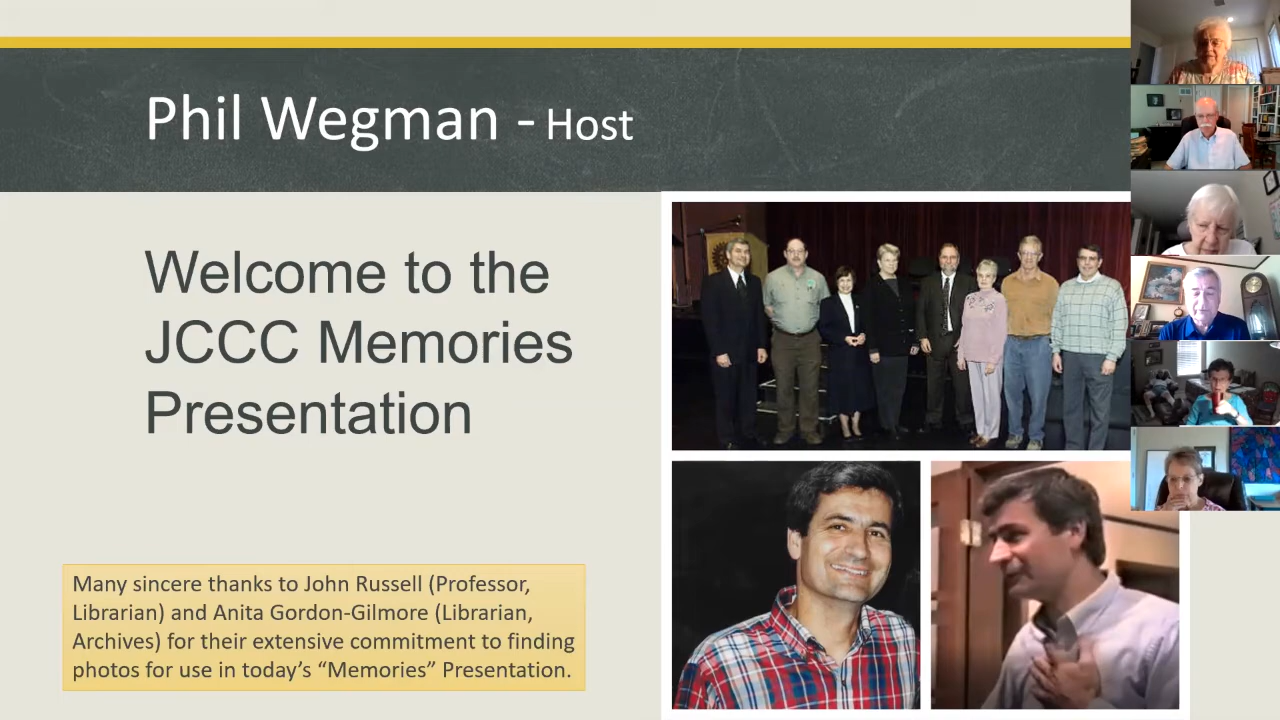 Phil Wegman - Host
Welcome to the
JCCC Memories
Presentation
Many sincere thanks to John Russell (Professor,
Librarian) and Anita Gordon-Gilmore (Librarian,
Archives) for their extensive commitment to finding
photos for use in today’s “Memories” Presentation.